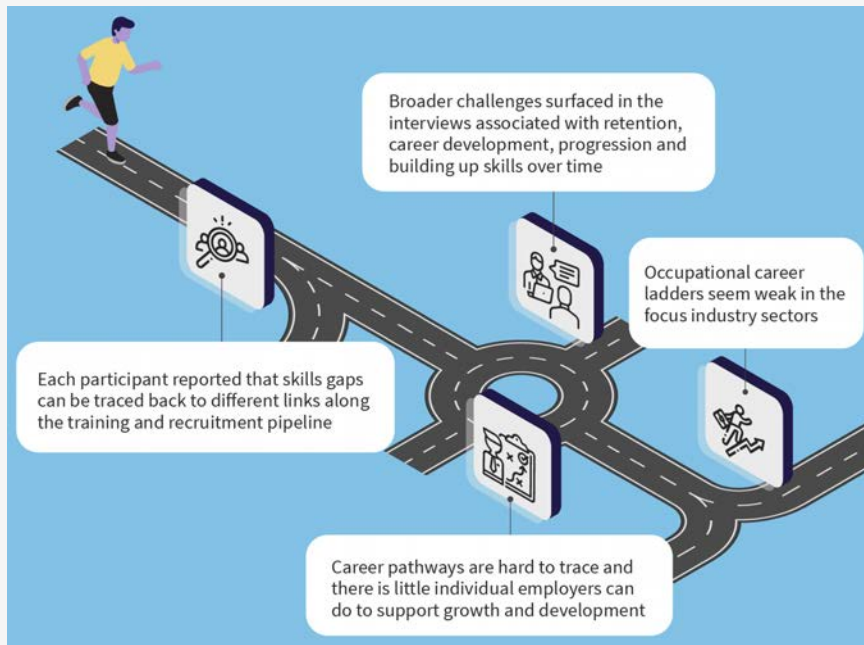 Broader challenges surfaced in the
interviews associated with retention,
career development, progression and
building up skills over time
Occupational career
ladders seem weak in the
focus industry sectors
Each participant reported that skills gaps
can be traced back to different links along
the training and recruitment pipeline
Career pathways are hard to trace and
there is little individual employers can
do to support growth and development